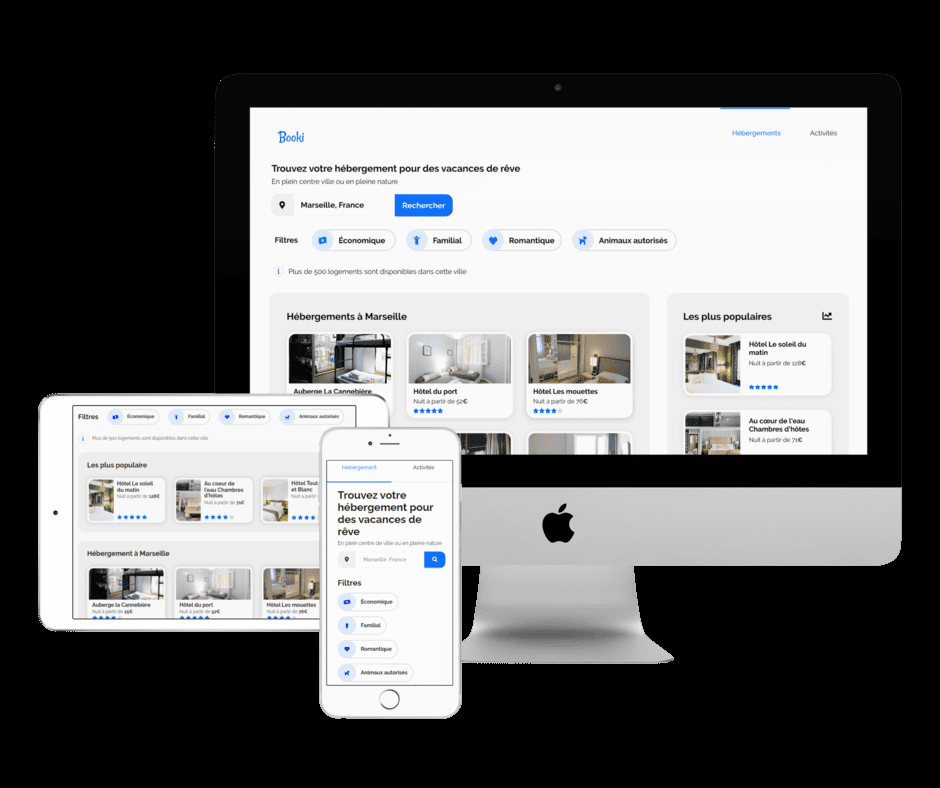 Booki
Hébergements
Activités
Trouvez votre hébergement pour des vacances de rêve
En plein centre ville ou en pleine nature
Marseille, France
Rechercher
Filtres
Économique
Familial
Romantique
Animaux autorisés
Plus de 500 logements sont disponibles dans cette ville
Hébergements à Marseille
Auberge La Cannebière
Hôtel du port
Nuit à partir de 52€
Hôtel Les mouettes
Nuit à partir de 76€
Les plus populaires
Hôtel Le soleil du
matin
Nuit à partir de 128€
Au cœur de l'eau
Chambres d'hôtes
Nuit à partir de 71€
Filtres
Économique
Familial
Romantique
Animaux autorisés
Plus de 500 logements sont disponibles dans cette ville
Les plus populaire
Hôtel Le soleil
du matin
Nuit à partir de 128€
Au coeur de
l'eau Chambres
d'hôtes
Nuit à partir de 71€
Hôtel Tout
et Blanc
Nuit à partir
Hébergement à Marseille
Auberge la Cannebière
Nuit à partir de 25€
Hôtel du port
Nuit à partir de 52€
Hôtel Les mouettes
Nuit à partir de 76€
Hébergement
Activités
Trouvez votre
hébergement pour
des vacances de
rêve
En plein centre de ville ou en pleine nature
Marseille, France
Filtres
Économique
Familial
Romantique
Animaux autorisés